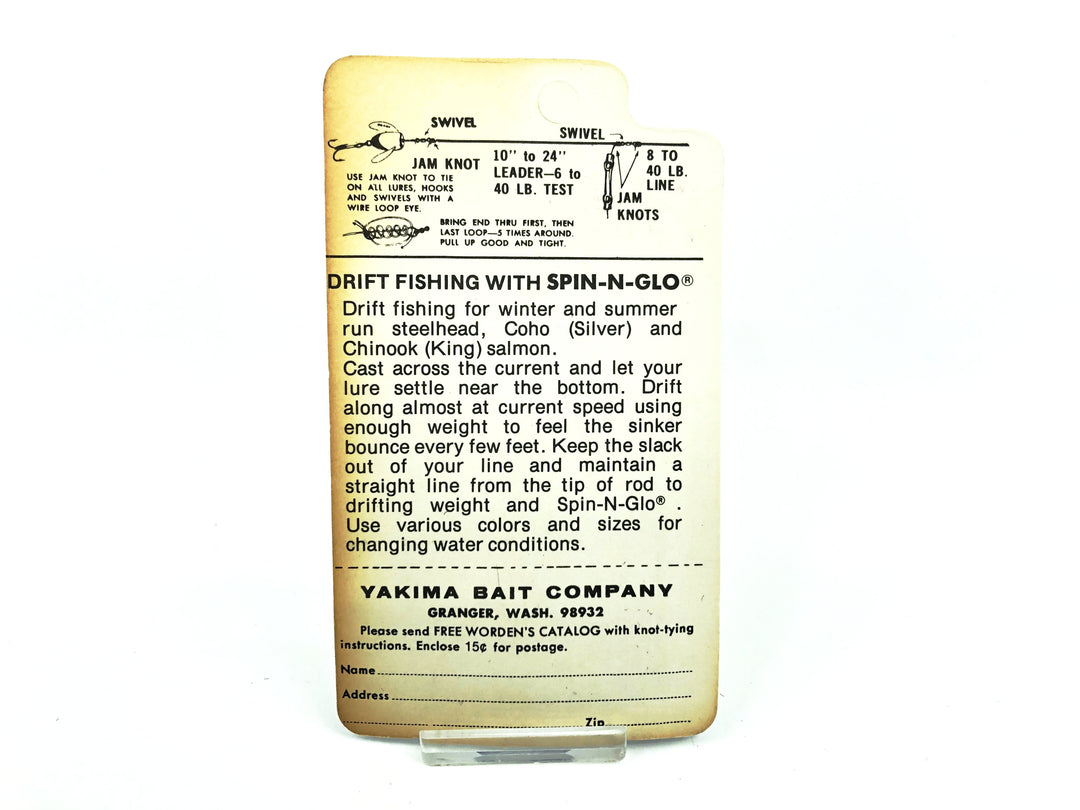 SWIVEL
SWIVEL
JAM KNOT
10" to 24"
LEADER—6 to
40 LB. TEST
8 TO
40 LB.
LINE
JAM
KNOTS
USE JAM KNOT TO TIE
ON ALL LURES, HOOKS
AND SWIVELS WITH A
WIRE LOOP EYE.
BRING END THRU FIRST, THEN
LAST LOOP—5 TIMES AROUND.
PULL UP GOOD AND TIGHT.
DRIFT FISHING WITH SPIN-N-GLO®
Drift fishing for winter and summer
run steelhead, Coho (Silver) and
Chinook (King) salmon.
Cast across the current and let your
lure settle near the bottom. Drift
along almost at current speed using
enough weight to feel the sinker
bounce every few feet. Keep the slack
out of your line and maintain a
straight line from the tip of rod to
drifting weight and Spin-N-Glo® .
Use various colors and sizes for
changing water conditions.
YAKIMA BAIT COMPANY
GRANGER, WASH. 98932
Please send FREE WORDEN'S CATALOG with knot-tying
instructions. Enclose 15¢ for postage.
Name
Address
Zip